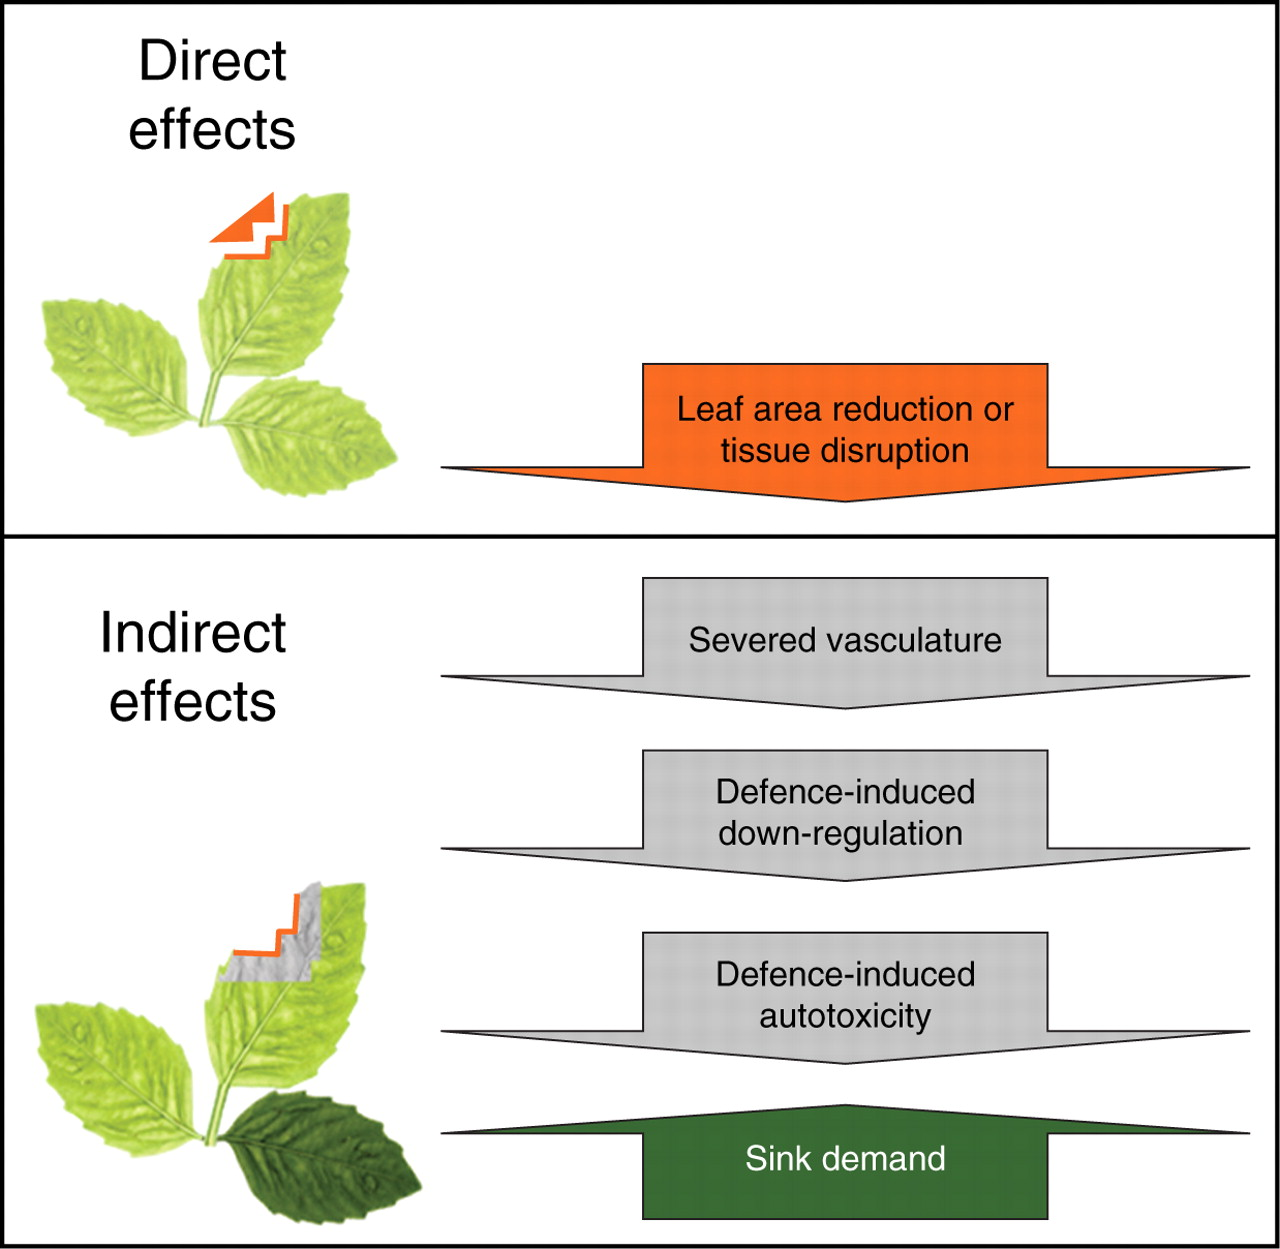 Direct
effects
Leaf area reduction or
tissue disruption
Indirect
effects
Severed vasculature
Defence-induced
down-regulation
Defence-induced
autotoxicity
Sink demand